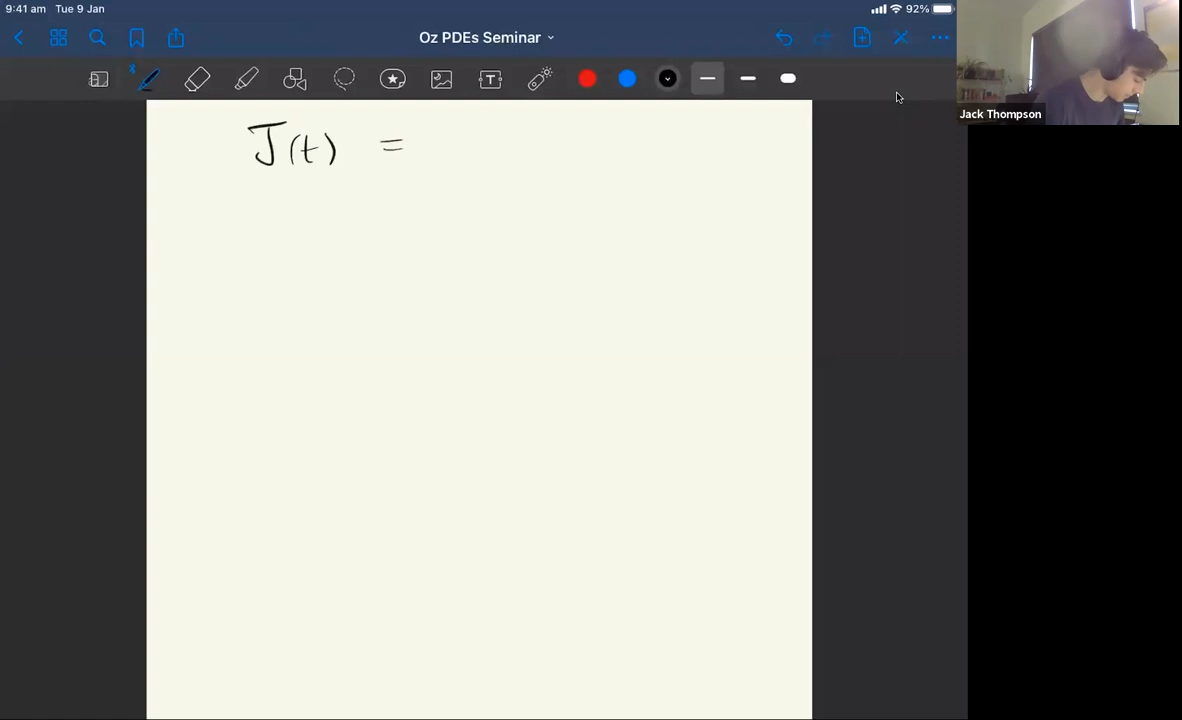 9:41 am Tue 9 Jan
92%
Oz PDEs Seminar
T
Jack Thompson
J(t) =